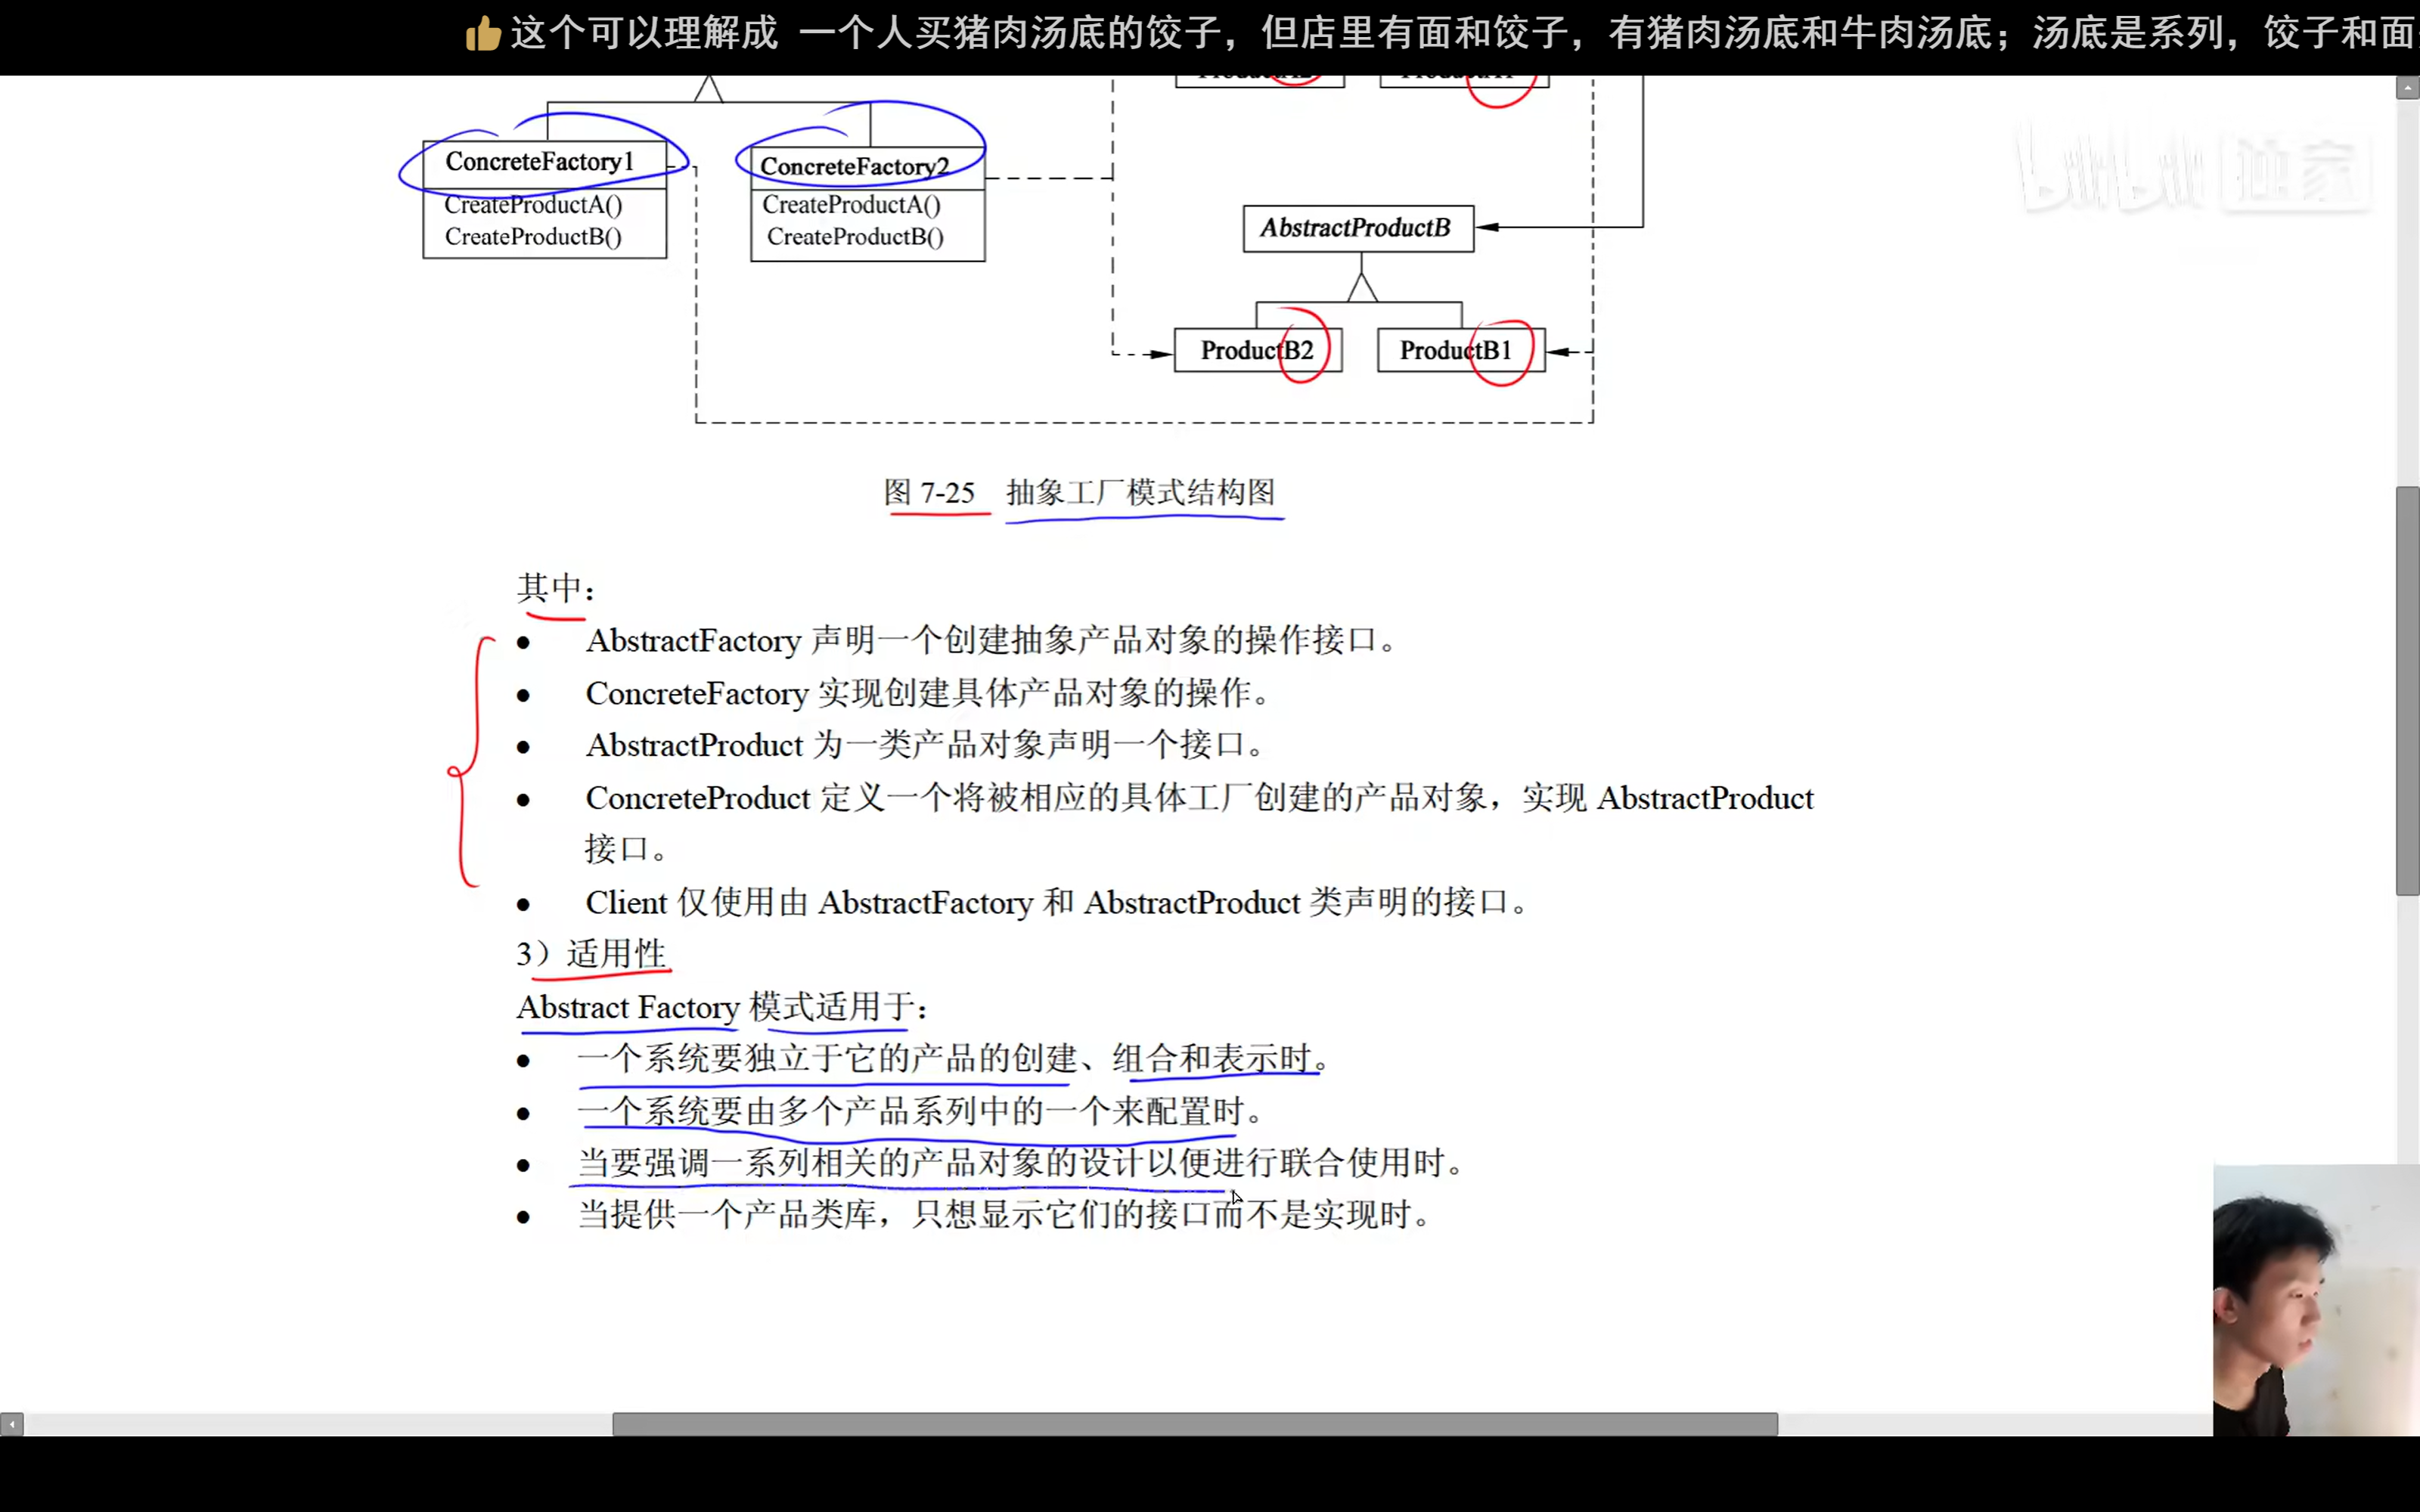 这个可以理解成 一个人买猪肉汤底的饺子，但店里有面和饺子，有猪肉汤底和牛肉汤底；汤底是系列，饺子和面
ProductA2 ProductA1
bilibili 独家
ConcreteFactory1
CreateProductA()
CreateProductB()
ConcreteFactory2
CreateProductA()
CreateProductB()
AbstractProductB
ProductB2 ProductB1
图 7-25 抽象工厂模式结构图
其中：
● AbstractFactory 声明一个创建抽象产品对象的操作接口。
● ConcreteFactory 实现创建具体产品对象的操作。
● AbstractProduct 为一类产品对象声明一个接口。
● ConcreteProduct 定义一个将被相应的具体工厂创建的产品对象，实现 AbstractProduct
接口。
● Client 仅使用由 AbstractFactory 和 AbstractProduct 类声明的接口。
3）适用性
Abstract Factory 模式适用于：
● 一个系统要独立于它的产品的创建、组合和表示时。
● 一个系统要由多个产品系列中的一个来配置时。
● 当要强调一系列相关的产品对象的设计以便进行联合使用时。
● 当提供一个产品类库，只想显示它们的接口而不是实现时。